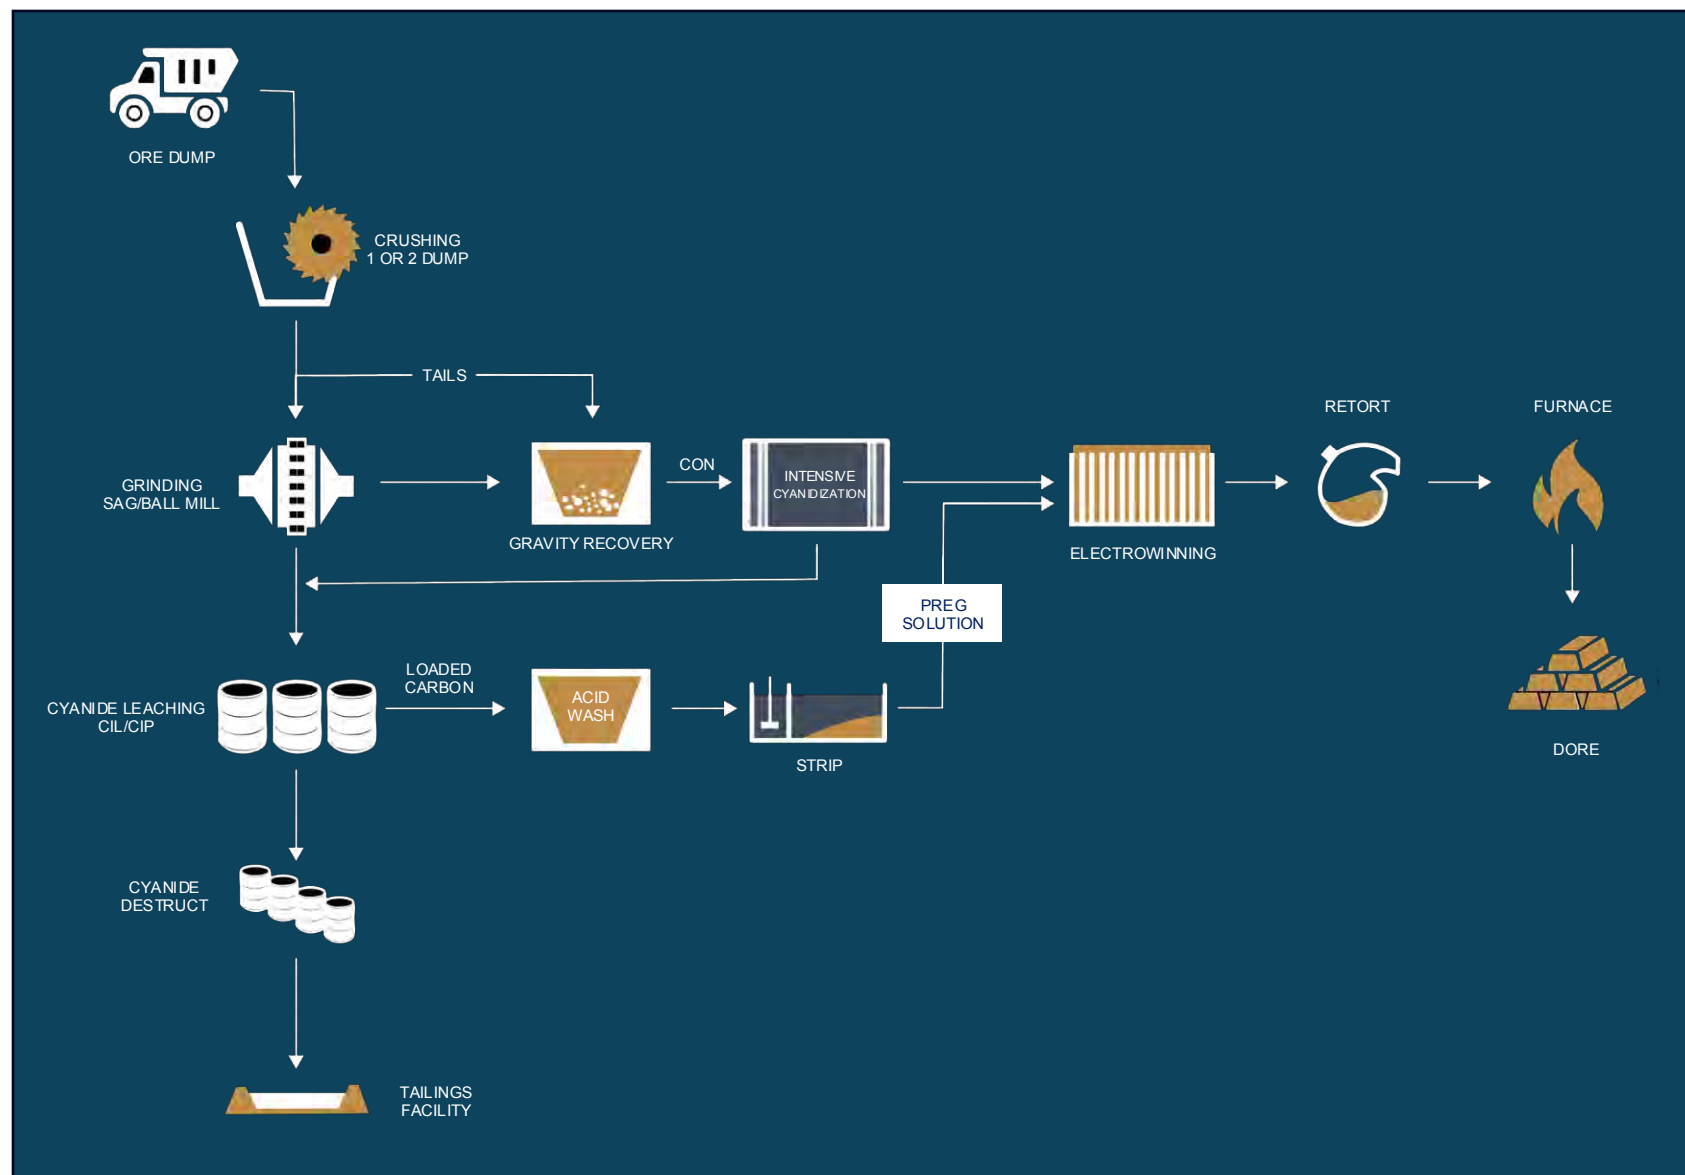 ORE DUMP
CRUSHING
1 OR 2 DUMP
TAILS
RETORT
FURNACE
GRINDING
SAG/BALL MILL
GRAVITY RECOVERY
CON
INTENSIVE
CYANIDIZATION
ELECTROWINNING
PREG
SOLUTION
CYANIDE LEACHING
CIL/CIP
LOADED
CARBON
ACID
WASH
STRIP
DORE
CYANIDE
DESTRUCT
TAILINGS
FACILITY